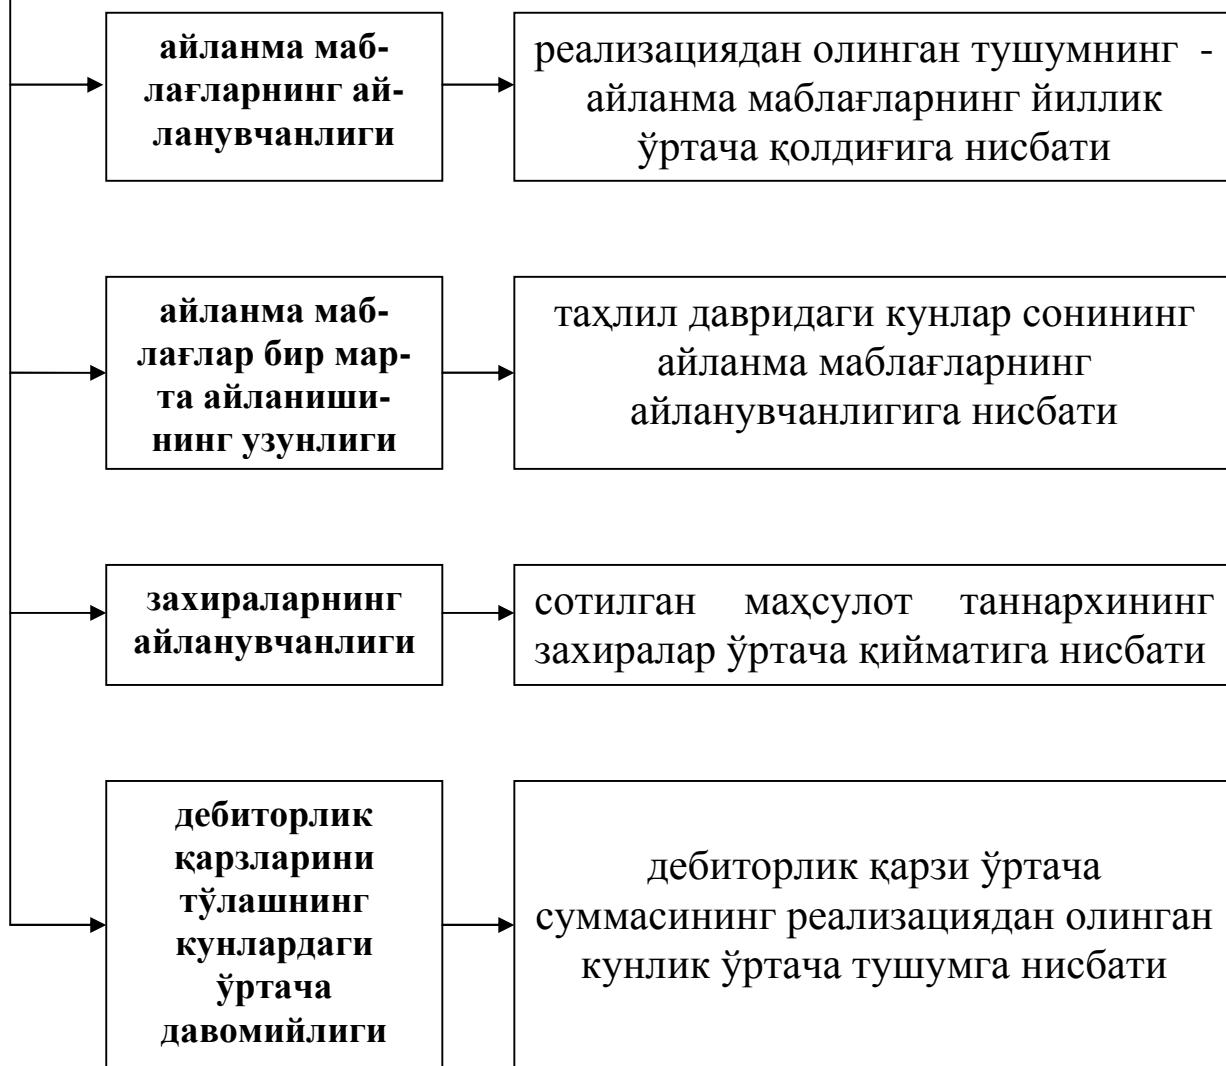 айланма маб-
лағларнинг ай-
ланувчанлиги
реализациядан олинган тушумнинг -
айланма маблағларнинг йиллик
ўртача қолдиғига нисбати
айланма маб-
лағлар бир мар-
та айланиши-
нинг узунлиги
таҳлил давридаги кунлар сонининг
айланма маблағларнинг
айланувчанлигига нисбати
захираларнинг
айланувчанлиги
сотилган маҳсулот таннархининг
захиралар ўртача қийматига нисбати
дебиторлик
қарзларини
тўлашнинг
кунлардаги
ўртача
давомийлиги
дебиторлик қарзи ўртача
суммасининг реализациядан олинган
кунлик ўртача тушумга нисбати